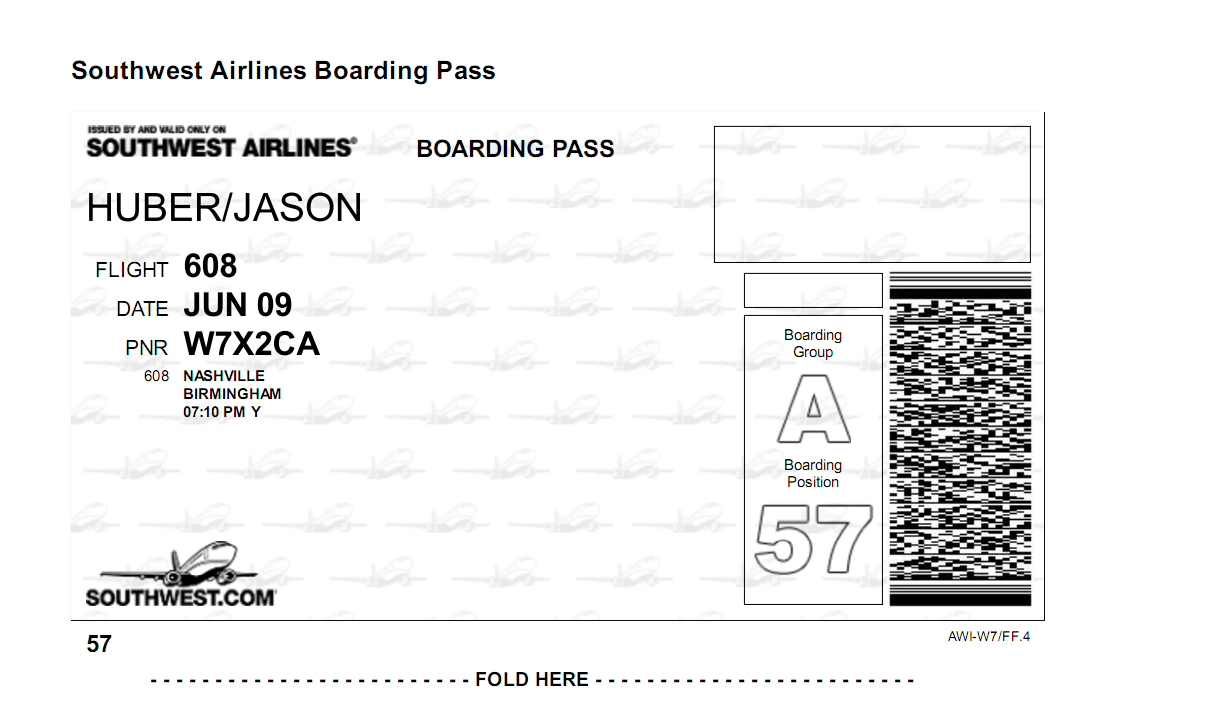 Southwest Airlines Boarding Pass
ISSUED BY AND VALID ONLY ON
SOUTHWEST AIRLINES®
BOARDING PASS
HUBER/JASON
FLIGHT 608
DATE JUN 09
PNR W7X2CA
608 NASHVILLE
BIRMINGHAM
07:10 PM Y
Boarding
Group
A
Boarding
Position
57
SOUTHWEST.COM
57
AWI-W7/FF.4
- - - - - - - - - - - - - - - - - - - - - - - - - FOLD HERE - - - - - - - - - - - - - - - - - - - - - - - - -